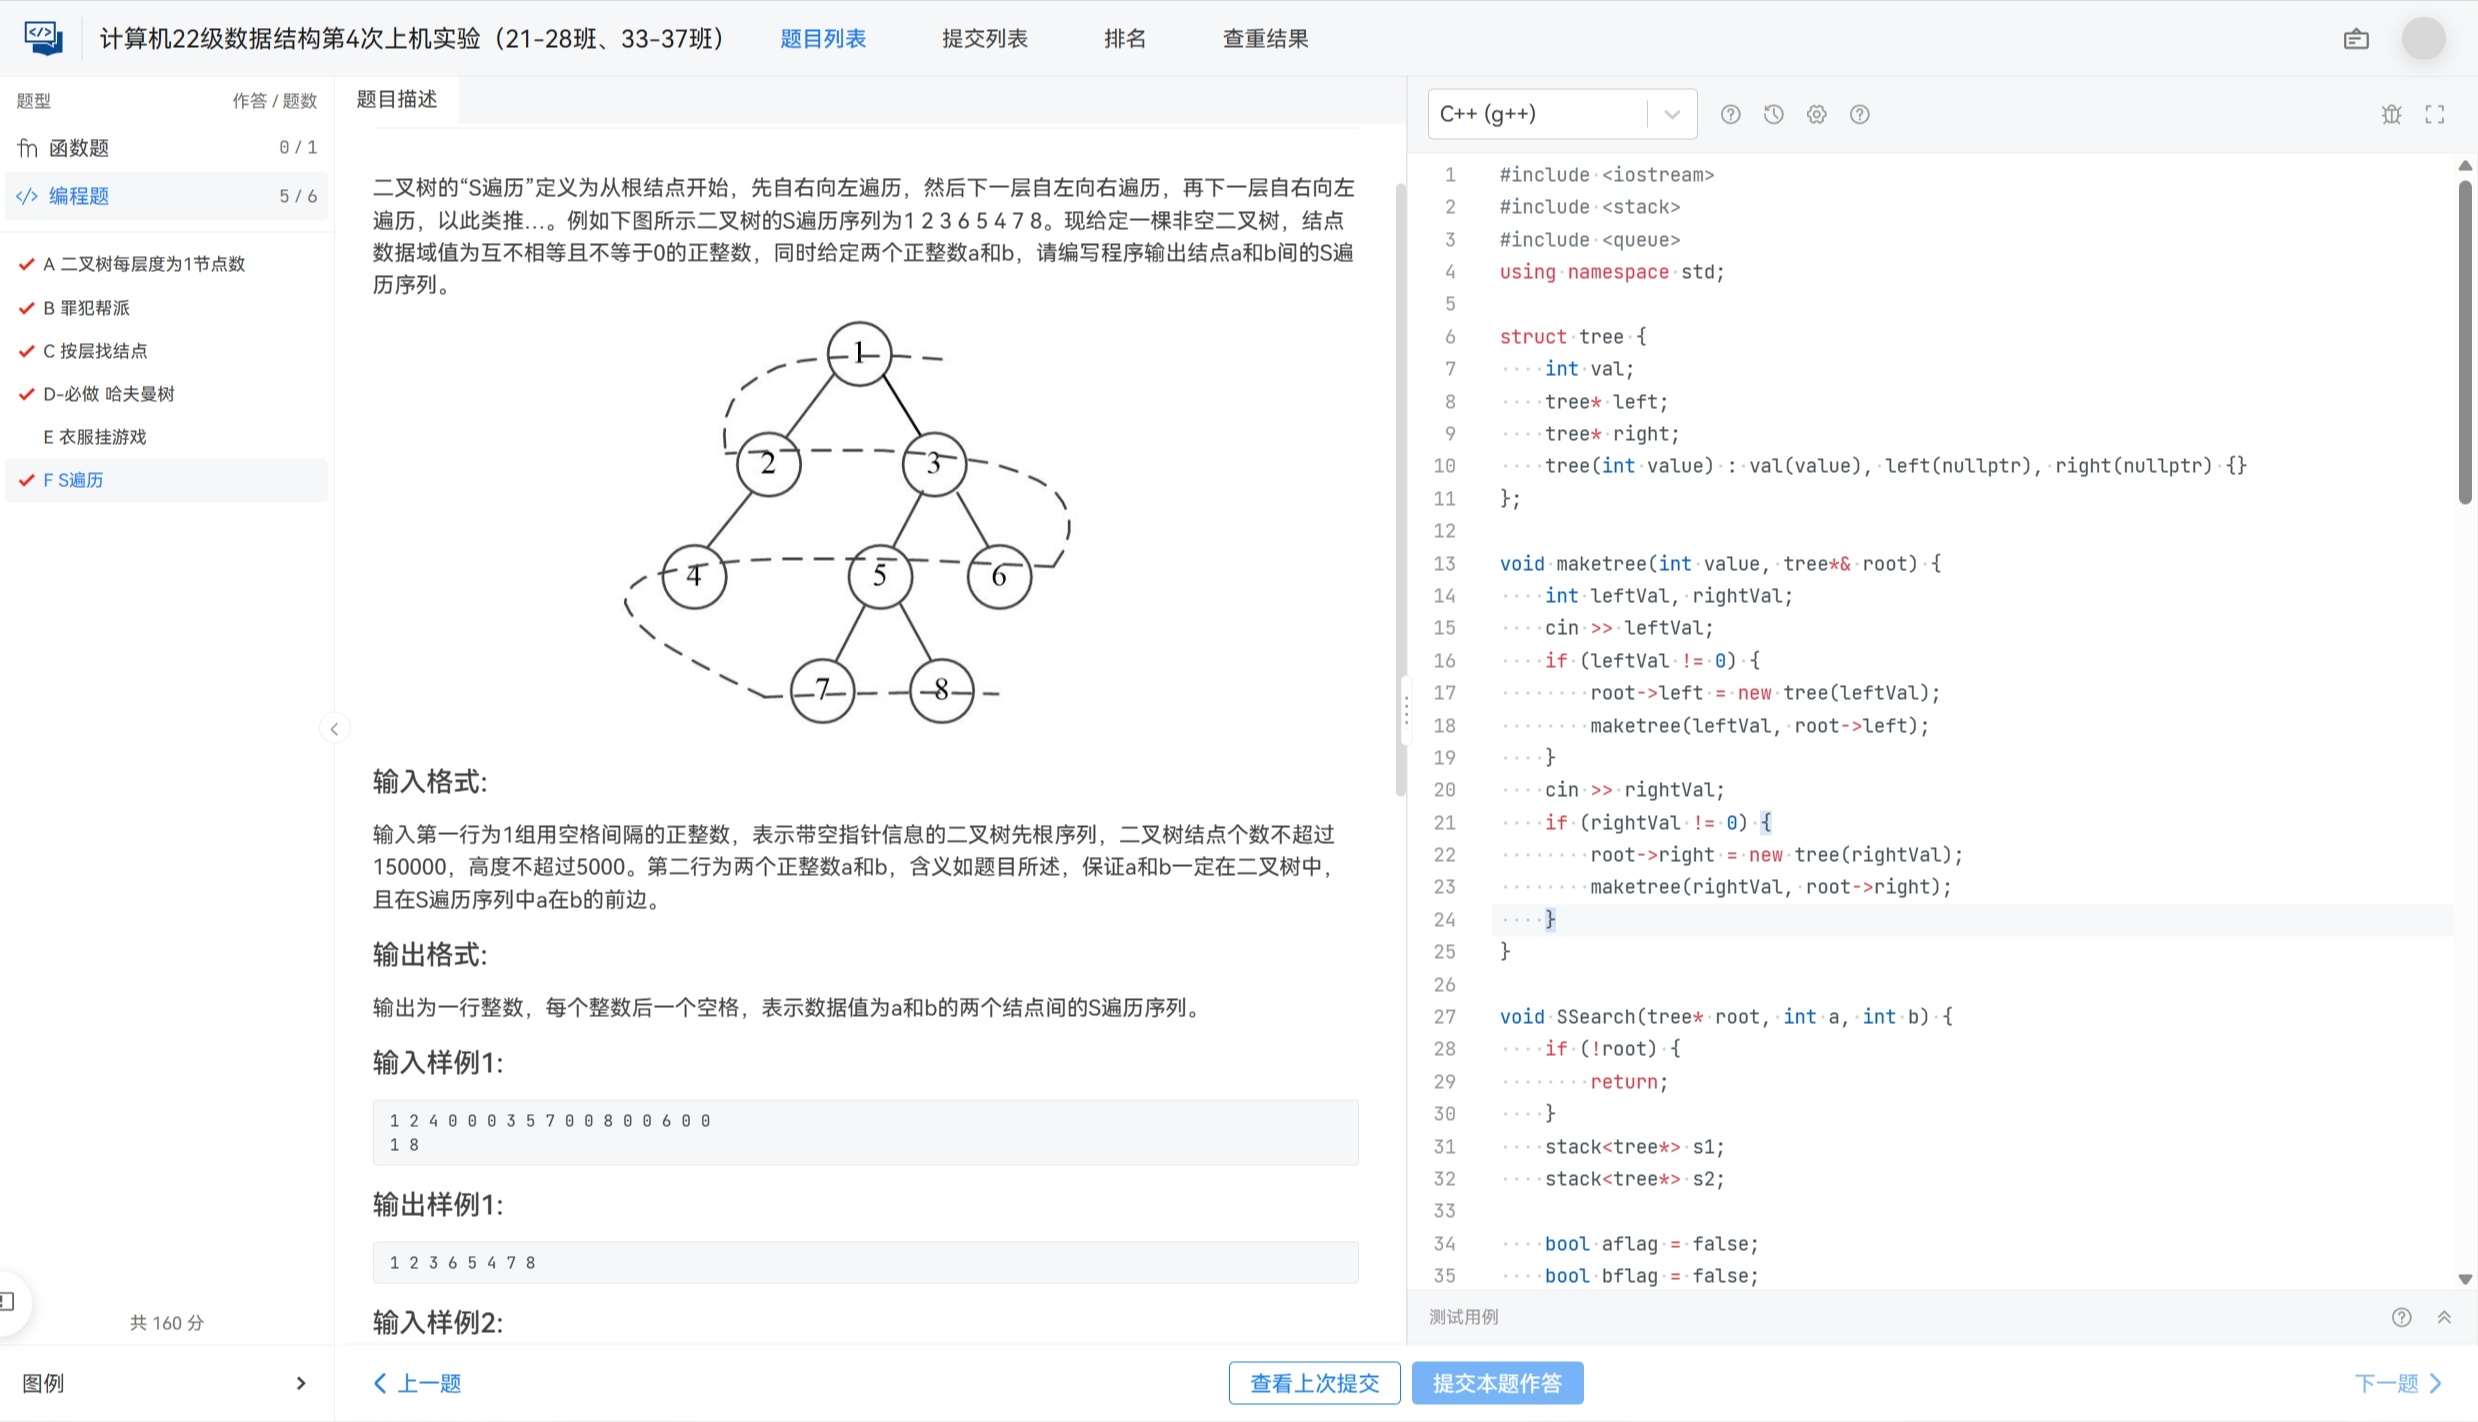 计算机22级数据结构第4次上机实验（21-28班、33-37班）
题目列表
提交列表
排名
查重结果
题型
作答 / 题数
函数题
0 / 1
编程题
5 / 6
A 二叉树每层度为1节点数
B 罪犯帮派
C 按层找结点
D-必做 哈夫曼树
E 衣服挂游戏
F S遍历
共 160 分
图例
题目描述
二叉树的“S遍历”定义为从根结点开始，先自右向左遍历，然后下一层自左向右遍历，再下一层自右向左
遍历，以此类推...。例如下图所示二叉树的S遍历序列为1 2 3 6 5 4 7 8。现给定一棵非空二叉树，结点
数据域值为互不相等且不等于0的正整数，同时给定两个正整数a和b，请编写程序输出结点a和b间的S遍
历序列。
1
2
3
4
5
6
7
8
输入格式:
输入第一行为1组用空格间隔的正整数，表示带空指针信息的二叉树先根序列，二叉树结点个数不超过
150000，高度不超过5000。第二行为两个正整数a和b，含义如题目所述，保证a和b一定在二叉树中，
且在S遍历序列中a在b的前边。
输出格式:
输出为一行整数，每个整数后一个空格，表示数据值为a和b的两个结点间的S遍历序列。
输入样例1:
1 2 4 0 0 0 3 5 7 0 0 8 0 0 6 0 0
1 8
输出样例1:
1 2 3 6 5 4 7 8
输入样例2:
上一题
查看上次提交
提交本题作答
下一题
C++ (g++)
1 #include <iostream>
2 #include <stack>
3 #include <queue>
4 using namespace std;
5
6 struct tree {
7     int val;
8     tree* left;
9     tree* right;
10     tree(int value) : val(value), left(nullptr), right(nullptr) {}
11 };
12
13 void maketree(int value, tree*& root) {
14     int leftVal, rightVal;
15     cin >> leftVal;
16     if (leftVal != 0) {
17         root->left = new tree(leftVal);
18         maketree(leftVal, root->left);
19     }
20     cin >> rightVal;
21     if (rightVal != 0) {
22         root->right = new tree(rightVal);
23         maketree(rightVal, root->right);
24     }
25 }
26
27 void SSearch(tree* root, int a, int b) {
28     if (!root) {
29         return;
30     }
31     stack<tree*> s1;
32     stack<tree*> s2;
33
34     bool aflag = false;
35     bool bflag = false;
测试用例